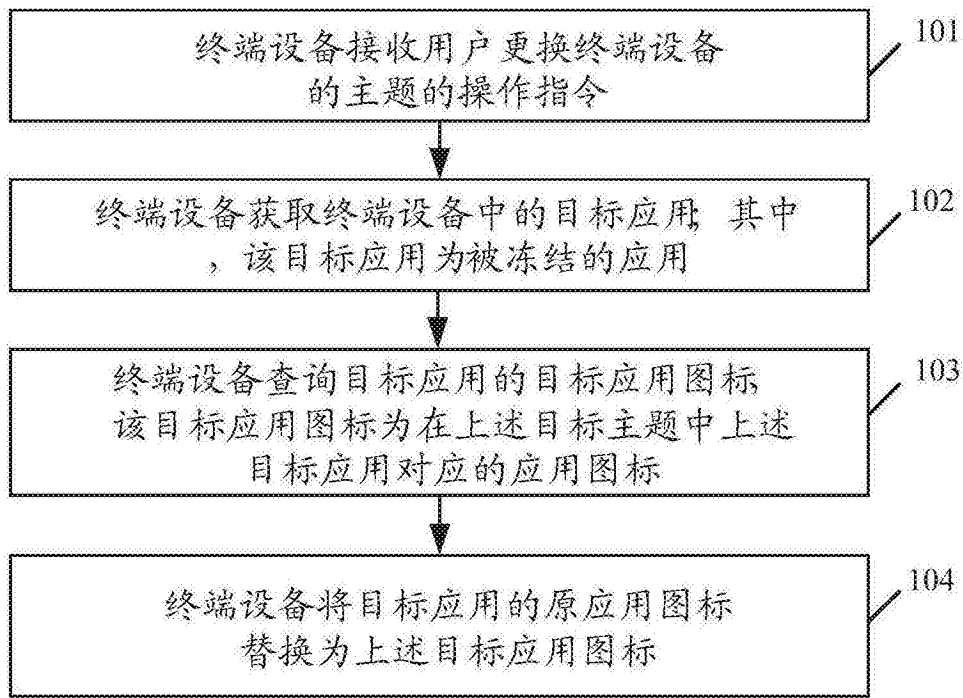 终端设备接收用户更换终端设备
的主题的操作指令
101
终端设备获取终端设备中的目标应用；其中
，该目标应用为被冻结的应用
102
终端设备查询目标应用的目标应用图标，
该目标应用图标为在上述目标主题中上述
目标应用对应的应用图标
103
终端设备将目标应用的原应用图标
替换为上述目标应用图标
104